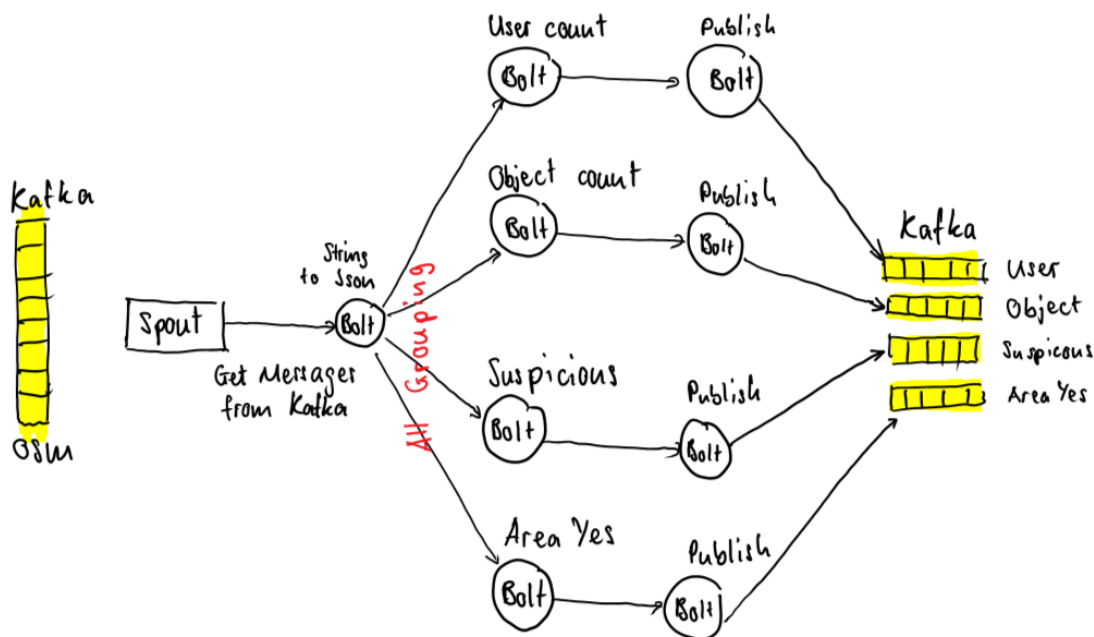 Kafka
OSM
Spout
Get Messager
from Kafka
String
to Json
Bolt
All Grouping
User count
Bolt
Publish
Bolt
Object count
Bolt
Publish
Bolt
Suspicious
Bolt
Publish
Bolt
Area Yes
Bolt
Publish
Bolt
Kafka
User
Object
Suspicous
Area Yes